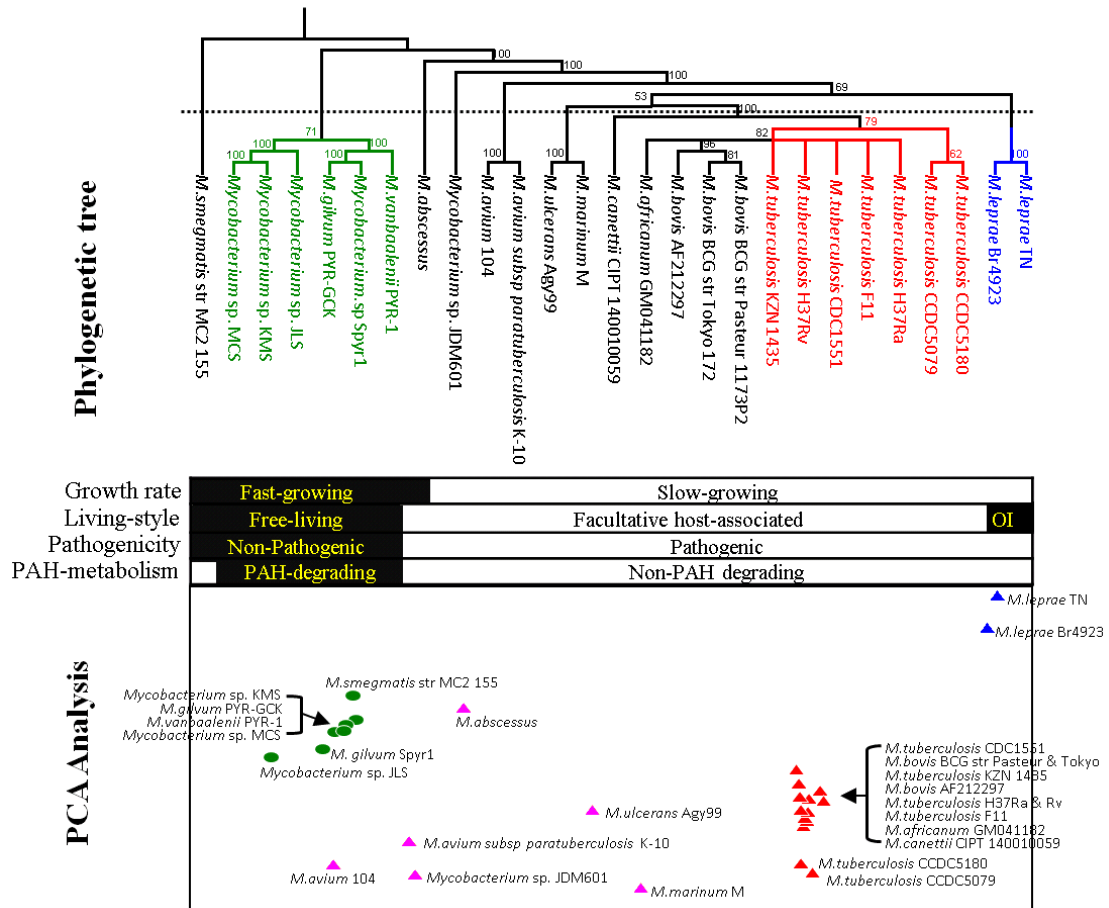 100
100
100
69
53
100
71
100
100
100
100
100
100
96
81
82
79
62
100
Phylogenetic tree
M.smegmatis str MC2 155
Mycobacterium sp. MCS
Mycobacterium sp. KMS
Mycobacterium sp. JLS
M.gilvum PYR-GCK
Mycobacterium.sp Spyr1
M.vanbaalenii PYR-1
M.abscessus
Mycobacterium sp. JDM601
M.avium 104
M.avium subsp paratuberculosis K-10
M.ulcerans Agy99
M.marinum M
M.canettii CIPT 140010059
M.africanum GM041182
M.bovis AF212297
M.bovis BCG str Tokyo 172
M.bovis BCG str Pasteur 1173P2
M.tuberculosis KZN 1435
M.tuberculosis H37Rv
M.tuberculosis CDC1551
M.tuberculosis F11
M.tuberculosis H37Ra
M.tuberculosis CCDC5079
M.tuberculosis CCDC5180
M.leprae Br4923
M.leprae TN
Growth rate Fast-growing Slow-growing
Living-style Free-living Facultative host-associated OI
Pathogenicity Non-Pathogenic Pathogenic
PAH-metabolism PAH-degrading Non-PAH degrading
PCA Analysis
M.leprae TN
M.leprae Br4923
M.smegmatis str MC2 155
Mycobacterium sp. KMS
M.gilvum PYR-GCK
M.vanbaalenii PYR-1
Mycobacterium sp. MCS
M. gilvum Spyr1
Mycobacterium sp. JLS
M.abscessus
M.ulcerans Agy99
M.avium subsp paratuberculosis K-10
M.avium 104
Mycobacterium sp. JDM601
M.marinum M
M.tuberculosis CDC1551
M.bovis BCG str Pasteur & Tokyo
M.tuberculosis KZN 1435
M.bovis AF212297
M.tuberculosis H37Ra & Rv
M.tuberculosis F11
M.africanum GM041182
M.canettii CIPT 140010059
M.tuberculosis CCDC5180
M.tuberculosis CCDC5079